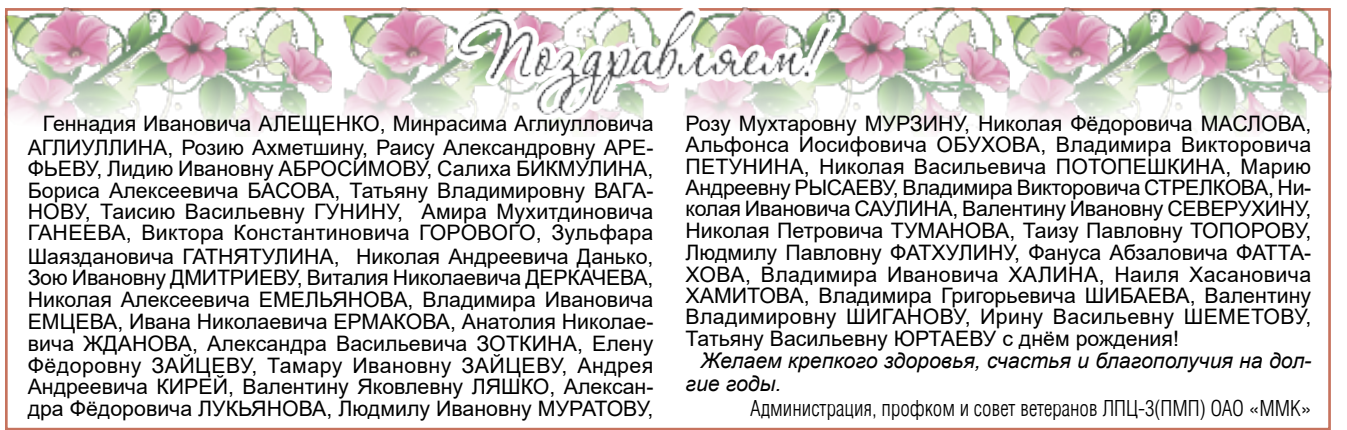 Поздравляем!
Геннадия Ивановича АЛЕЩЕНКО, Минрасима Аглиулловича
АГЛИУЛЛИНА, Розию Ахметшину, Раису Александровну АРЕ-
ФЬЕВУ, Лидию Ивановну АБРОСИМОВУ, Салиха БИКМУЛИНА,
Бориса Алексеевича БАСОВА, Татьяну Владимировну ВАГА-
НОВУ, Таисию Васильевну ГУНИНУ, Амира Мухитдиновича
ГАНЕЕВА, Виктора Константиновича ГОРОВОГО, Зульфара
Шаяздановича ГАТНЯТУЛИНА, Николая Андреевича Данько,
Зою Ивановну ДМИТРИЕВУ, Виталия Николаевича ДЕРКАЧЕВА,
Николая Алексеевича ЕМЕЛЬЯНОВА, Владимира Ивановича
ЕМЦЕВА, Ивана Николаевича ЕРМАКОВА, Анатолия Николае-
вича ЖДАНОВА, Александра Васильевича ЗОТКИНА, Елену
Фёдоровну ЗАЙЦЕВУ, Тамару Ивановну ЗАЙЦЕВУ, Андрея
Андреевича КИРЕЙ, Валентину Яковлевну ЛЯШКО, Алексан-
дра Фёдоровича ЛУКЬЯНОВА, Людмилу Ивановну МУРАТОВУ,
Розу Мухтаровну МУРЗИНУ, Николая Фёдоровича МАСЛОВА,
Альфонса Иосифовича ОБУХОВА, Владимира Викторовича
ПЕТУНИНА, Николая Васильевича ПОТОПЕШКИНА, Марию
Андреевну РЫСАЕВУ, Владимира Викторовича СТРЕЛКОВА, Ни-
колая Ивановича САУЛИНА, Валентину Ивановну СЕВЕРУХИНУ,
Николая Петровича ТУМАНОВА, Таизу Павловну ТОПОРОВУ,
Людмилу Павловну ФАТХУЛИНУ, Фануса Абзаловича ФАТТА-
ХОВА, Владимира Ивановича ХАЛИНА, Наиля Хасановича
ХАМИТОВА, Владимира Григорьевича ШИБАЕВА, Валентину
Владимировну ШИГАНОВУ, Ирину Васильевну ШЕМЕТОВУ,
Татьяну Васильевну ЮРТАЕВУ с днём рождения!
Желаем крепкого здоровья, счастья и благополучия на дол-
гие годы.
Администрация, профком и совет ветеранов ЛПЦ-3(ПМП) ОАО «ММК»